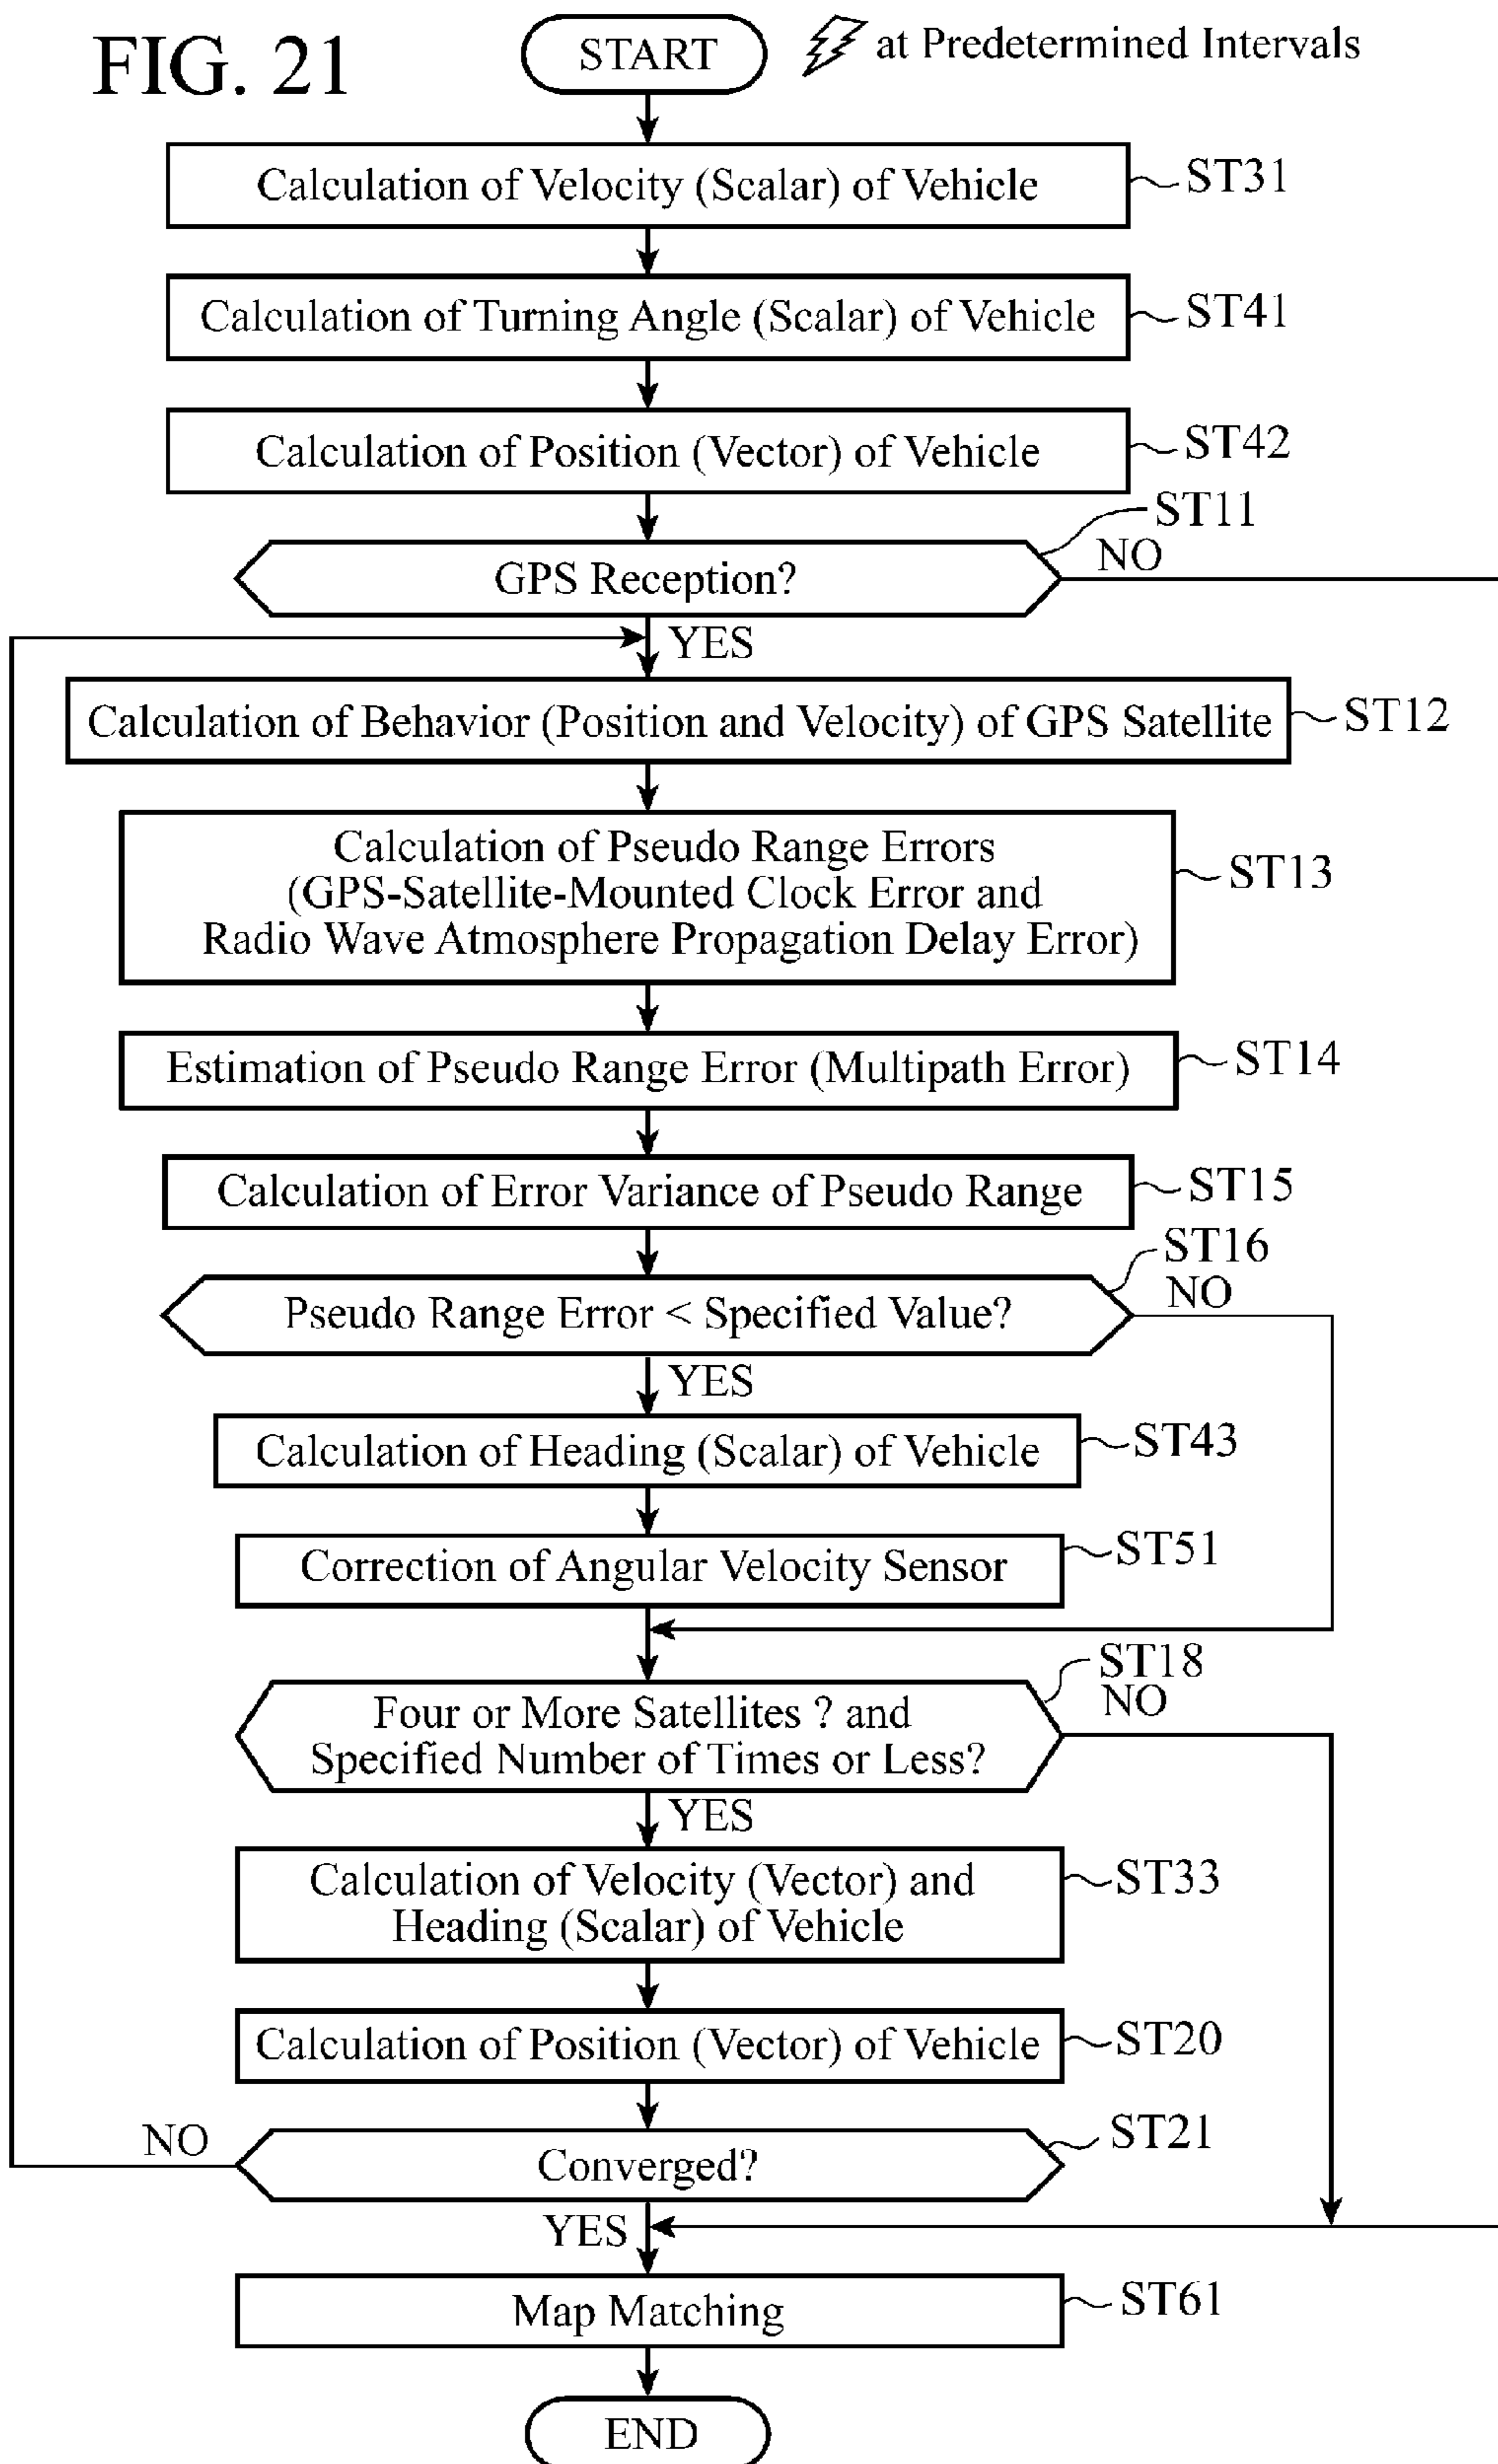 FIG. 21
START
at Predetermined Intervals
Calculation of Velocity (Scalar) of Vehicle
ST31
Calculation of Turning Angle (Scalar) of Vehicle
ST41
Calculation of Position (Vector) of Vehicle
ST42
ST11
GPS Reception?
NO
YES
Calculation of Behavior (Position and Velocity) of GPS Satellite
ST12
Calculation of Pseudo Range Errors
(GPS-Satellite-Mounted Clock Error and
Radio Wave Atmosphere Propagation Delay Error)
ST13
Estimation of Pseudo Range Error (Multipath Error)
ST14
Calculation of Error Variance of Pseudo Range
ST15
ST16
Pseudo Range Error < Specified Value?
NO
YES
Calculation of Heading (Scalar) of Vehicle
ST43
Correction of Angular Velocity Sensor
ST51
ST18
NO
Four or More Satellites ? and
Specified Number of Times or Less?
YES
Calculation of Velocity (Vector) and
Heading (Scalar) of Vehicle
ST33
Calculation of Position (Vector) of Vehicle
ST20
NO
Converged?
ST21
YES
Map Matching
ST61
END